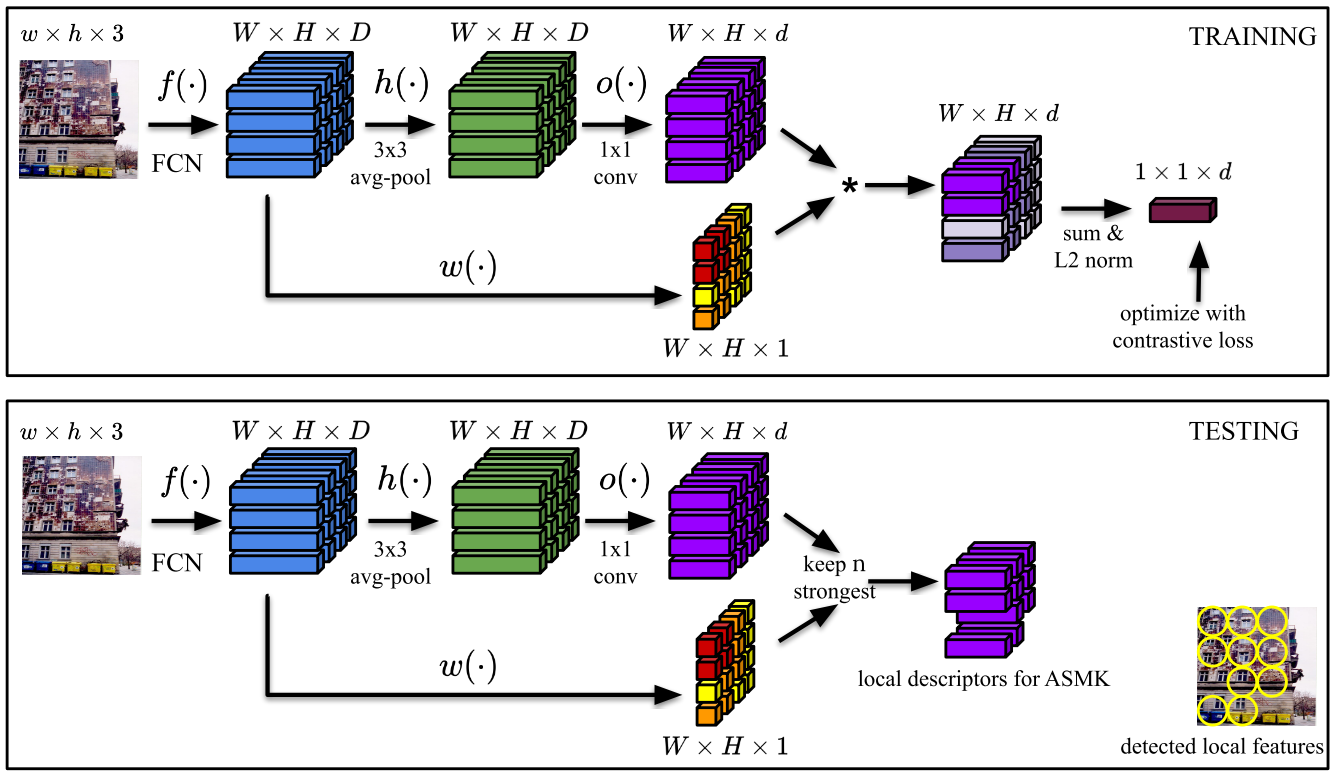 TRAINING
w × h × 3
W × H × D
W × H × D
W × H × d
f(·)
h(·)
o(·)
FCN
3x3
avg-pool
1x1
conv
w(·)
W × H × 1
*
W × H × d
sum &
L2 norm
1 × 1 × d
optimize with
contrastive loss
TESTING
w × h × 3
W × H × D
W × H × D
W × H × d
f(·)
h(·)
o(·)
FCN
3x3
avg-pool
1x1
conv
w(·)
W × H × 1
keep n
strongest
local descriptors for ASMK
detected local features